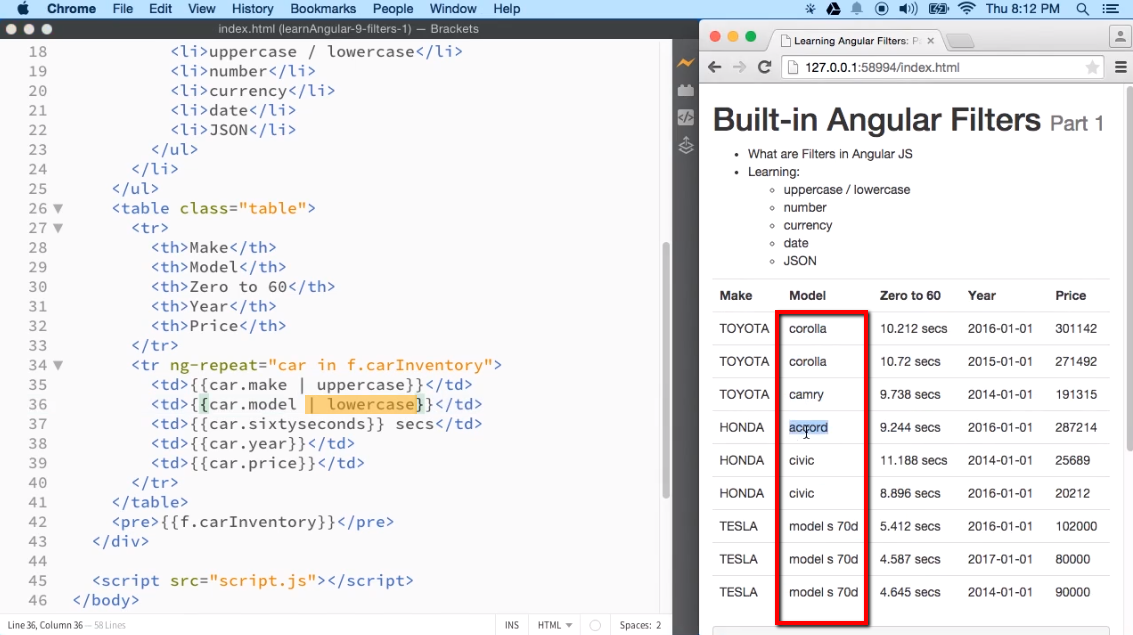 Chrome File Edit View History Bookmarks People Window Help Thu 8:12 PM
index.html (learnAngular-9-filters-1) — Brackets
18 <li>uppercase / lowercase</li>
19 <li>number</li>
20 <li>currency</li>
21 <li>date</li>
22 <li>JSON</li>
23 </ul>
24 </li>
25 </ul>
26 <table class="table">
27 <tr>
28 <th>Make</th>
29 <th>Model</th>
30 <th>Zero to 60</th>
31 <th>Year</th>
32 <th>Price</th>
33 </tr>
34 <tr ng-repeat="car in f.carInventory">
35 <td>{{car.make | uppercase}}</td>
36 <td>{{car.model | lowercase}}</td>
37 <td>{{car.sixtyseconds}} secs</td>
38 <td>{{car.year}}</td>
39 <td>{{car.price}}</td>
40 </tr>
41 </table>
42 <pre>{{f.carInventory}}</pre>
43 </div>
44
45 <script src="script.js"></script>
46 </body>
Line 36, Column 36 — 58 Lines INS HTML Spaces: 2
Learning Angular Filters: P
127.0.0.1:58994/index.html
Built-in Angular Filters Part 1
What are Filters in Angular JS
Learning:
uppercase / lowercase
number
currency
date
JSON
Make Model Zero to 60 Year Price
TOYOTA corolla 10.212 secs 2016-01-01 301142
TOYOTA corolla 10.72 secs 2015-01-01 271492
TOYOTA camry 9.738 secs 2014-01-01 191315
HONDA accord 9.244 secs 2016-01-01 287214
HONDA civic 11.188 secs 2014-01-01 25689
HONDA civic 8.896 secs 2016-01-01 20212
TESLA model s 70d 5.412 secs 2016-01-01 102000
TESLA model s 70d 4.587 secs 2017-01-01 80000
TESLA model s 70d 4.645 secs 2014-01-01 90000